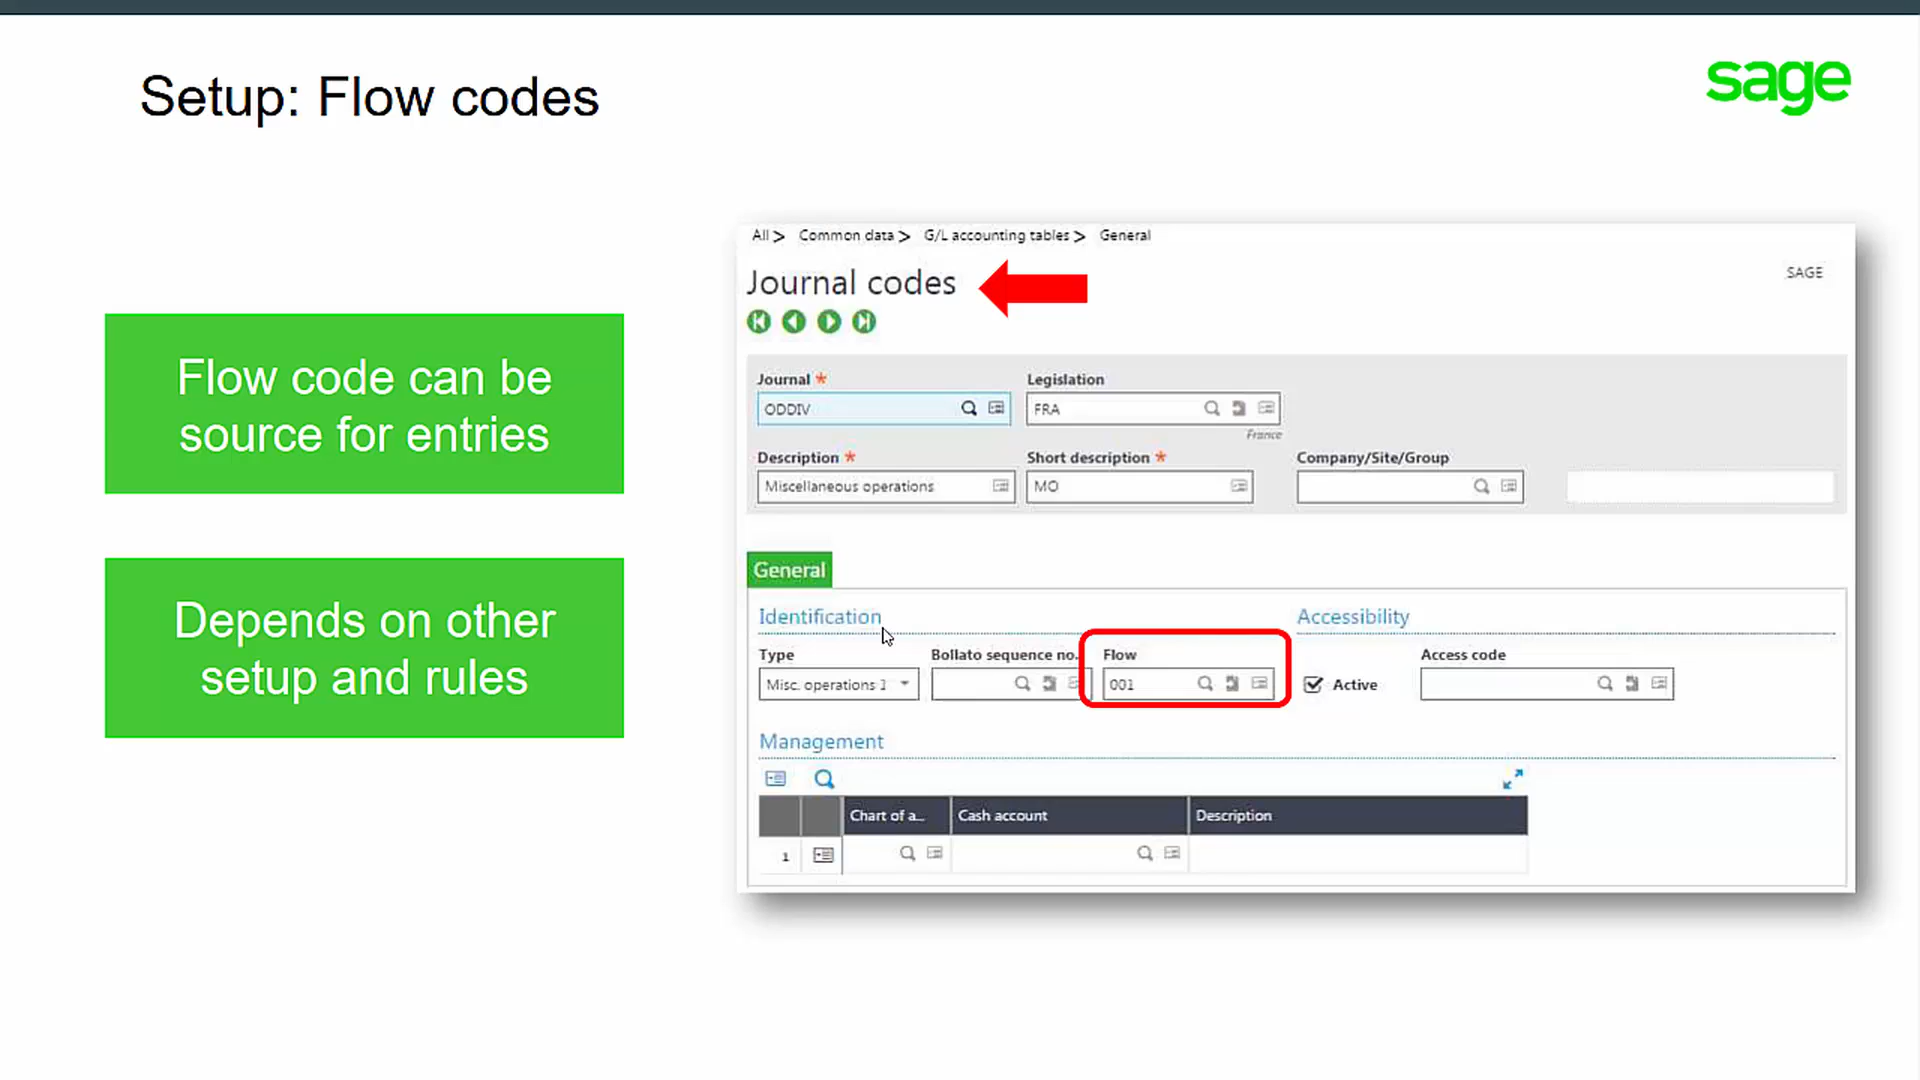 Setup: Flow codes
sage
Flow code can be
source for entries
Depends on other
setup and rules
All > Common data > G/L accounting tables > General
Journal codes
SAGE
Journal * Legislation
ODDIV FRA
France
Description * Short description * Company/Site/Group
Miscellaneous operations MO
General
Identification Accessibility
Type Bollato sequence no. Flow Access code
Misc. operations 001 Active
Management
Chart of a... Cash account Description
1